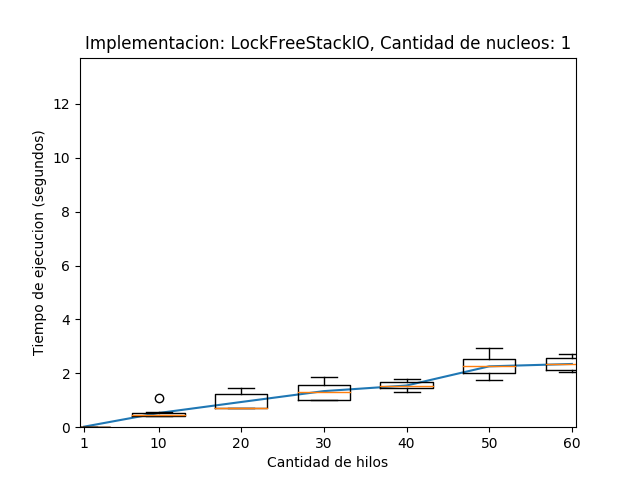 Implementacion: LockFreeStackIO, Cantidad de nucleos: 1
Tiempo de ejecucion (segundos)
12
10
8
6
4
2
0
1 10 20 30 40 50 60
Cantidad de hilos